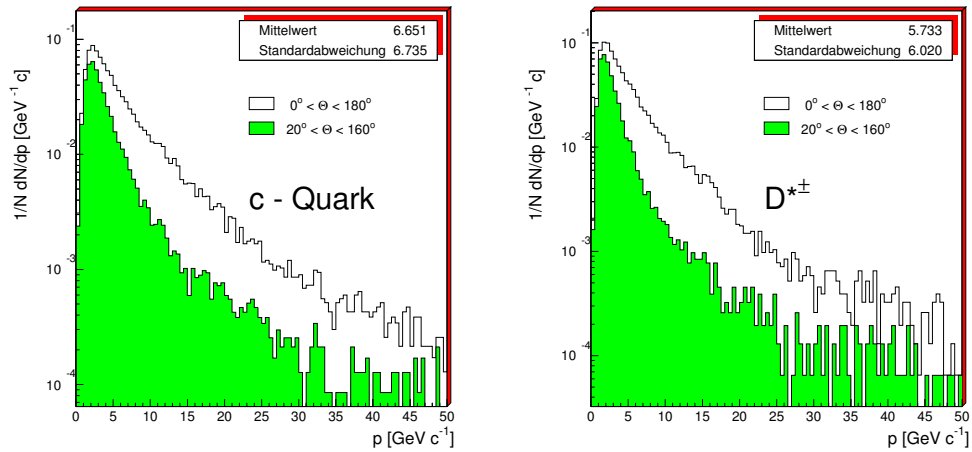 Mittelwert 6.651
Standardabweichung 6.735
0° < Θ < 180°
20° < Θ < 160°
c - Quark
1/N dN/dp [GeV⁻¹ c]
10⁻¹
10⁻²
10⁻³
10⁻⁴
0 5 10 15 20 25 30 35 40 45 50
p [GeV c⁻¹]
Mittelwert 5.733
Standardabweichung 6.020
0° < Θ < 180°
20° < Θ < 160°
D*±
1/N dN/dp [GeV⁻¹ c]
10⁻¹
10⁻²
10⁻³
10⁻⁴
0 5 10 15 20 25 30 35 40 45 50
p [GeV c⁻¹]